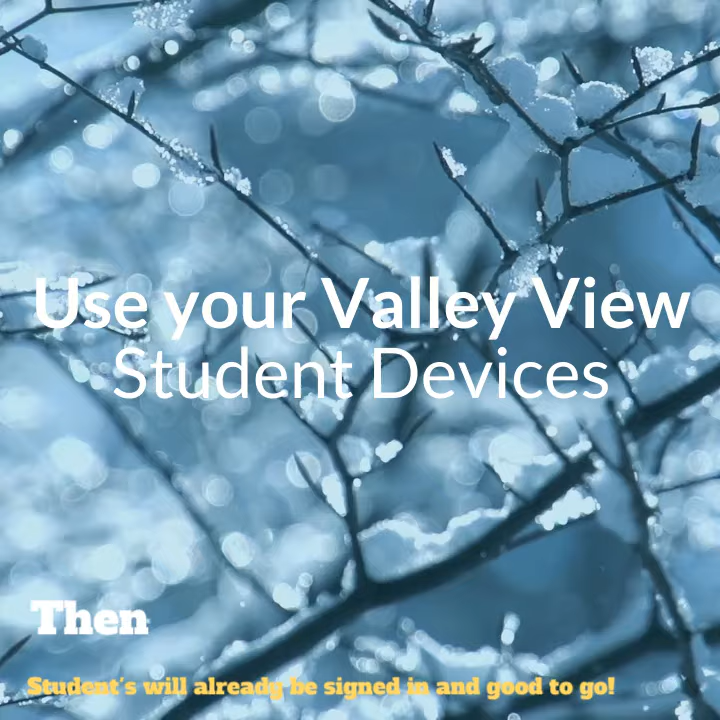 Use your Valley View
Student Devices
Then
Student's will already be signed in and good to go!